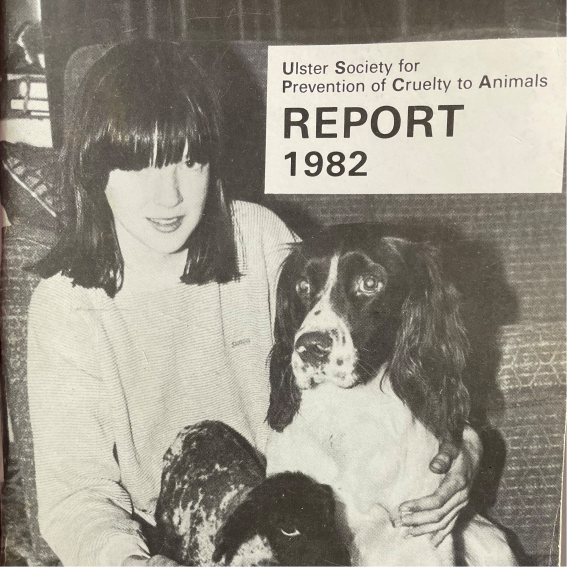 Ulster Society for
Prevention of Cruelty to Animals
REPORT
1982